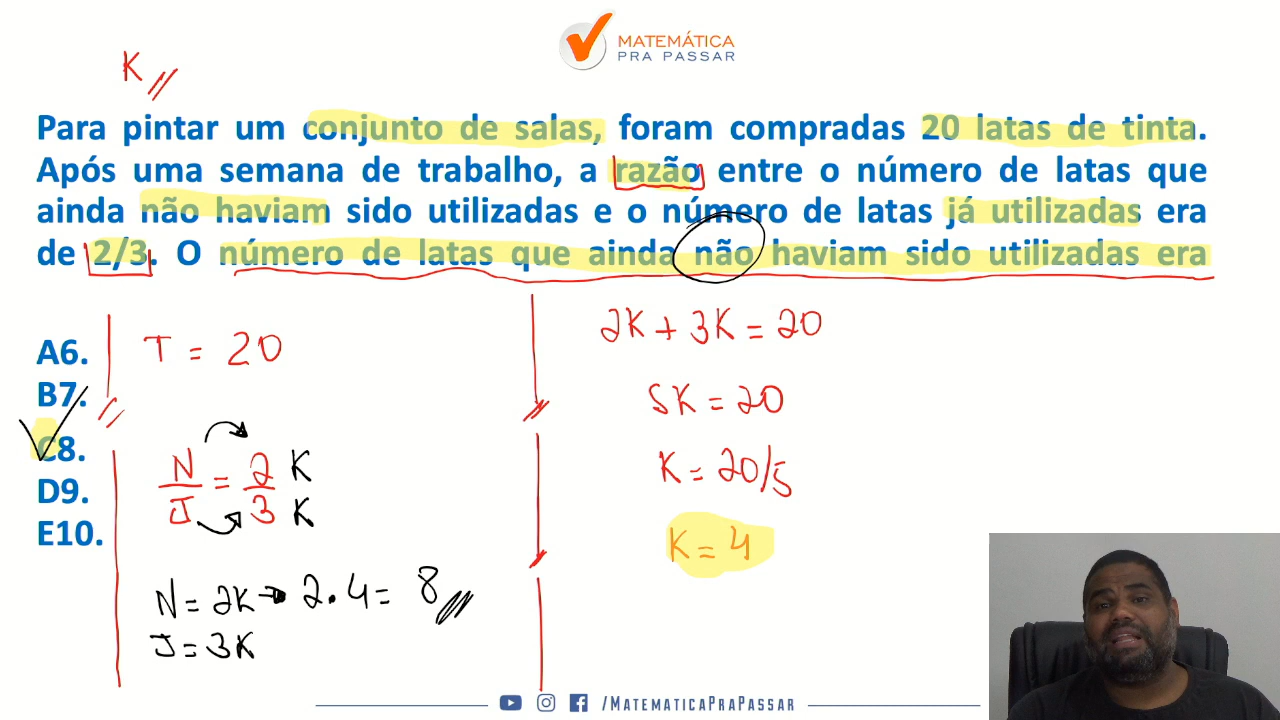 MATEMÁTICA
PRA PASSAR
K
Para pintar um conjunto de salas, foram compradas 20 latas de tinta.
Após uma semana de trabalho, a razão entre o número de latas que
ainda não haviam sido utilizadas e o número de latas já utilizadas era
de 2/3. O número de latas que ainda não haviam sido utilizadas era
A6.
B7.
C8.
D9.
E10.
T = 20
N/J = 2/3 K K
N = 2K → 2.4 = 8
J = 3K
2K + 3K = 20
5K = 20
K = 20/5
K = 4
/MatematicaPraPassar